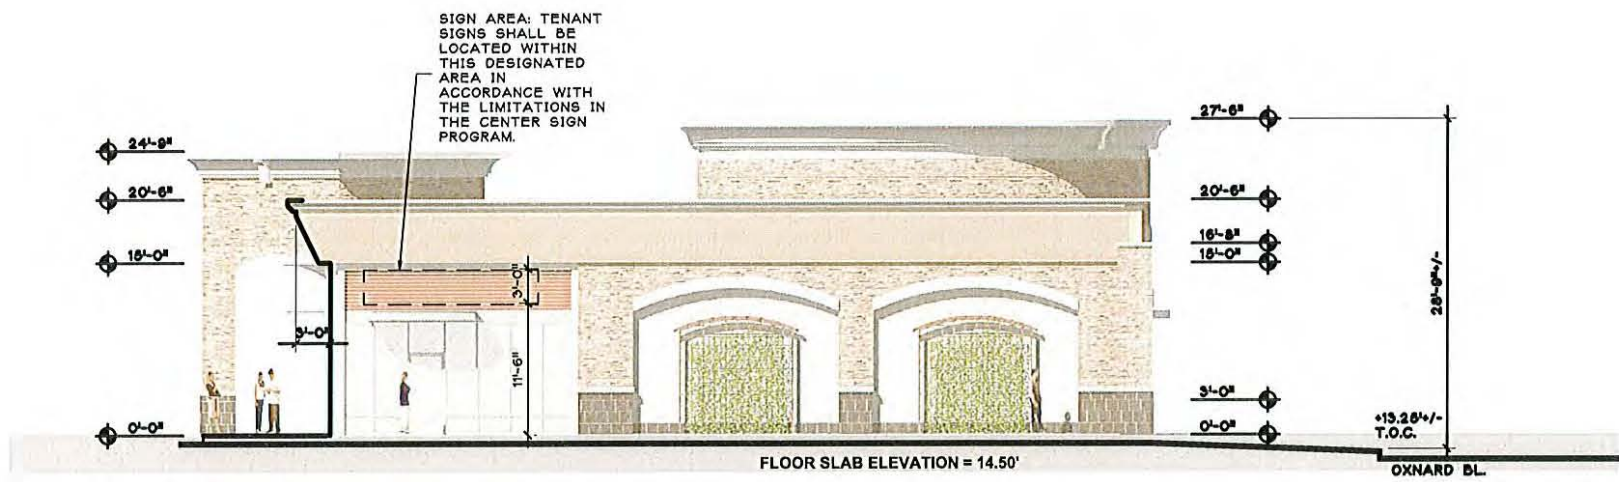 SIGN AREA: TENANT
SIGNS SHALL BE
LOCATED WITHIN
THIS DESIGNATED
AREA IN
ACCORDANCE WITH
THE LIMITATIONS IN
THE CENTER SIGN
PROGRAM.
27'-6"
24'-9"
20'-6"
20'-6"
16'-8"
15'-0"
15'-0"
3'-0"
28'-9"+/-
3'-0"
11'-6"
3'-0"
+13.25'+/-
T.O.C.
0'-0"
0'-0"
FLOOR SLAB ELEVATION = 14.50'
OXNARD BL.